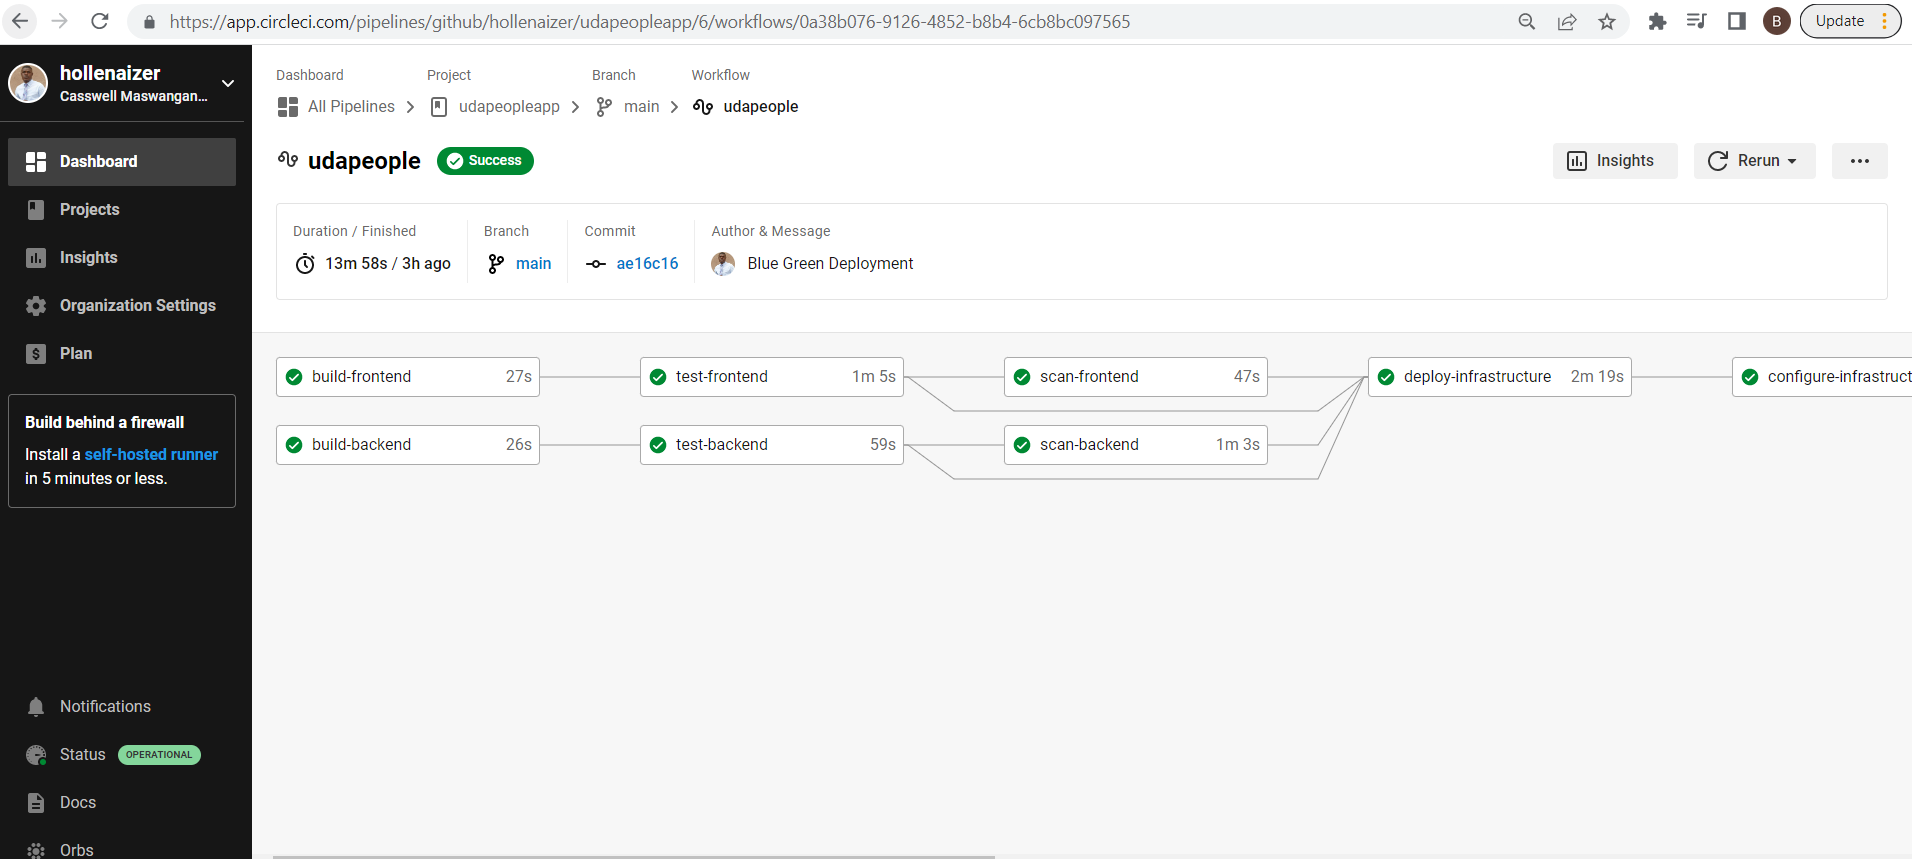 https://app.circleci.com/pipelines/github/hollenaizer/udapeopleapp/6/workflows/0a38b076-9126-4852-b8b4-6cb8bc097565
B
Update
hollenaizer
Casswell Maswangan...
Dashboard
Projects
Insights
Organization Settings
Plan
Build behind a firewall
Install a self-hosted runner
in 5 minutes or less.
Notifications
Status OPERATIONAL
Docs
Orbs
Dashboard Project Branch Workflow
All Pipelines udapeopleapp main udapeople
udapeople Success
Insights Rerun
Duration / Finished Branch Commit Author & Message
13m 58s / 3h ago main ae16c16 Blue Green Deployment
build-frontend 27s test-frontend 1m 5s scan-frontend 47s deploy-infrastructure 2m 19s configure-infrastruct
build-backend 26s test-backend 59s scan-backend 1m 3s